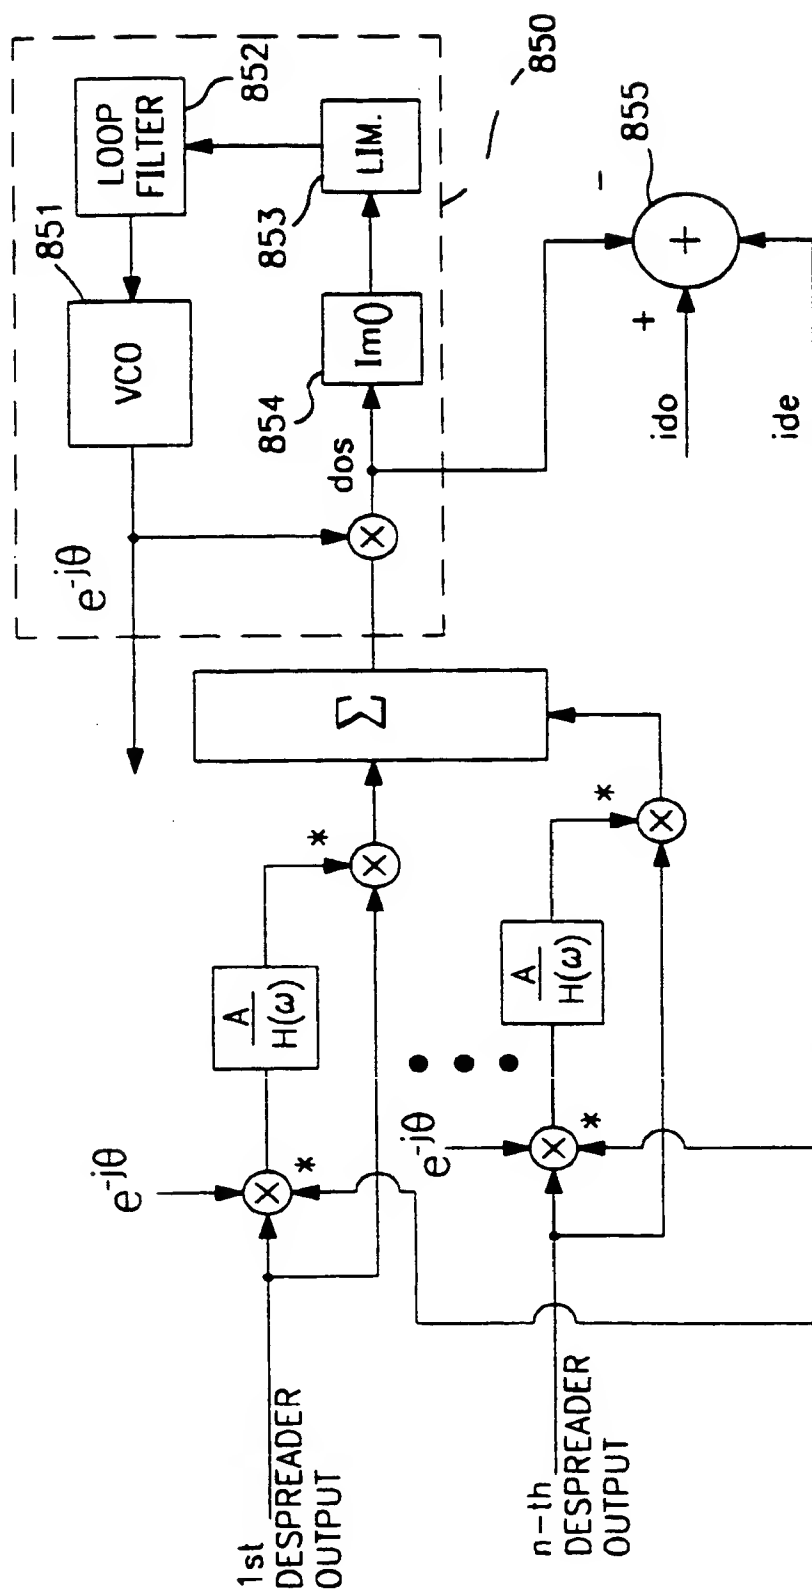 1st
DESPREADER
OUTPUT
n-th
DESPREADER
OUTPUT
e-jθ
*
A
H(ω)
*
e-jθ
*
A
H(ω)
*
Σ
e-jθ
VCO
851
LOOP
FILTER
852
dos
Im()
854
LIM.
853
850
ido
+
+
-
855
ide